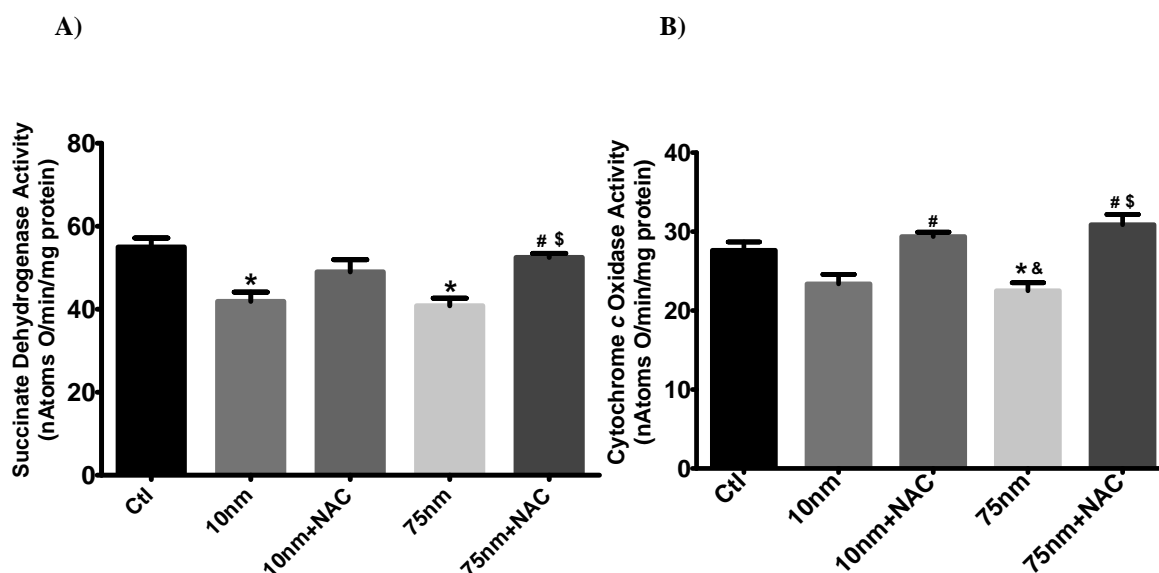 A)
Succinate Dehydrogenase Activity
(nAtoms O/min/mg protein)
80
60
40
20
0
*
*
# $
Ctl
10nm
10nm+NAC
75nm
75nm+NAC
B)
Cytochrome c Oxidase Activity
(nAtoms O/min/mg protein)
40
30
20
10
0
#
* &
# $
Ctl
10nm
10nm+NAC
75nm
75nm+NAC